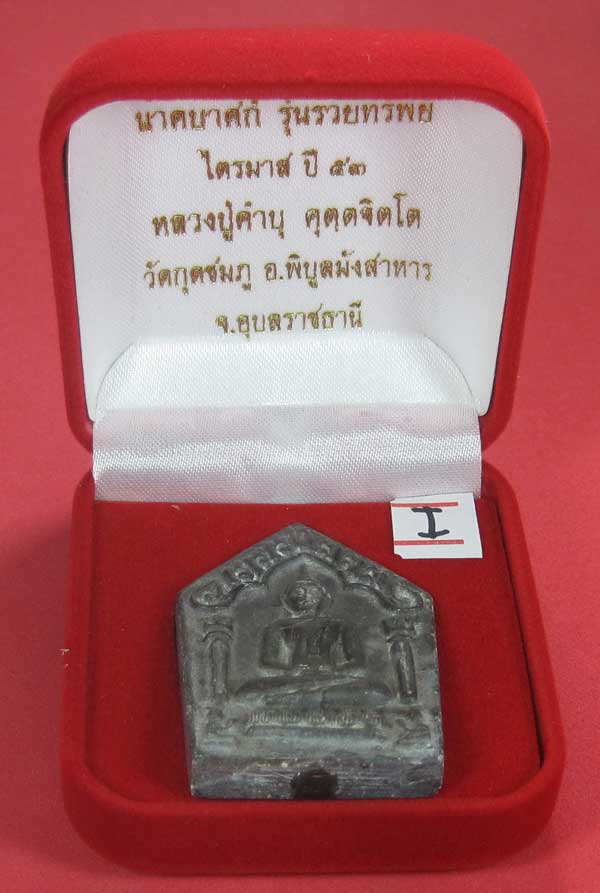 นาคบาศก์ รุ่นรวยทรัพย์
ไตรมาส ปี ๕๓
หลวงปู่คำบุ คุตฺตจิตโต
วัดกุดชมภู อ.พิบูลมังสาหาร
จ.อุบลราชธานี
I